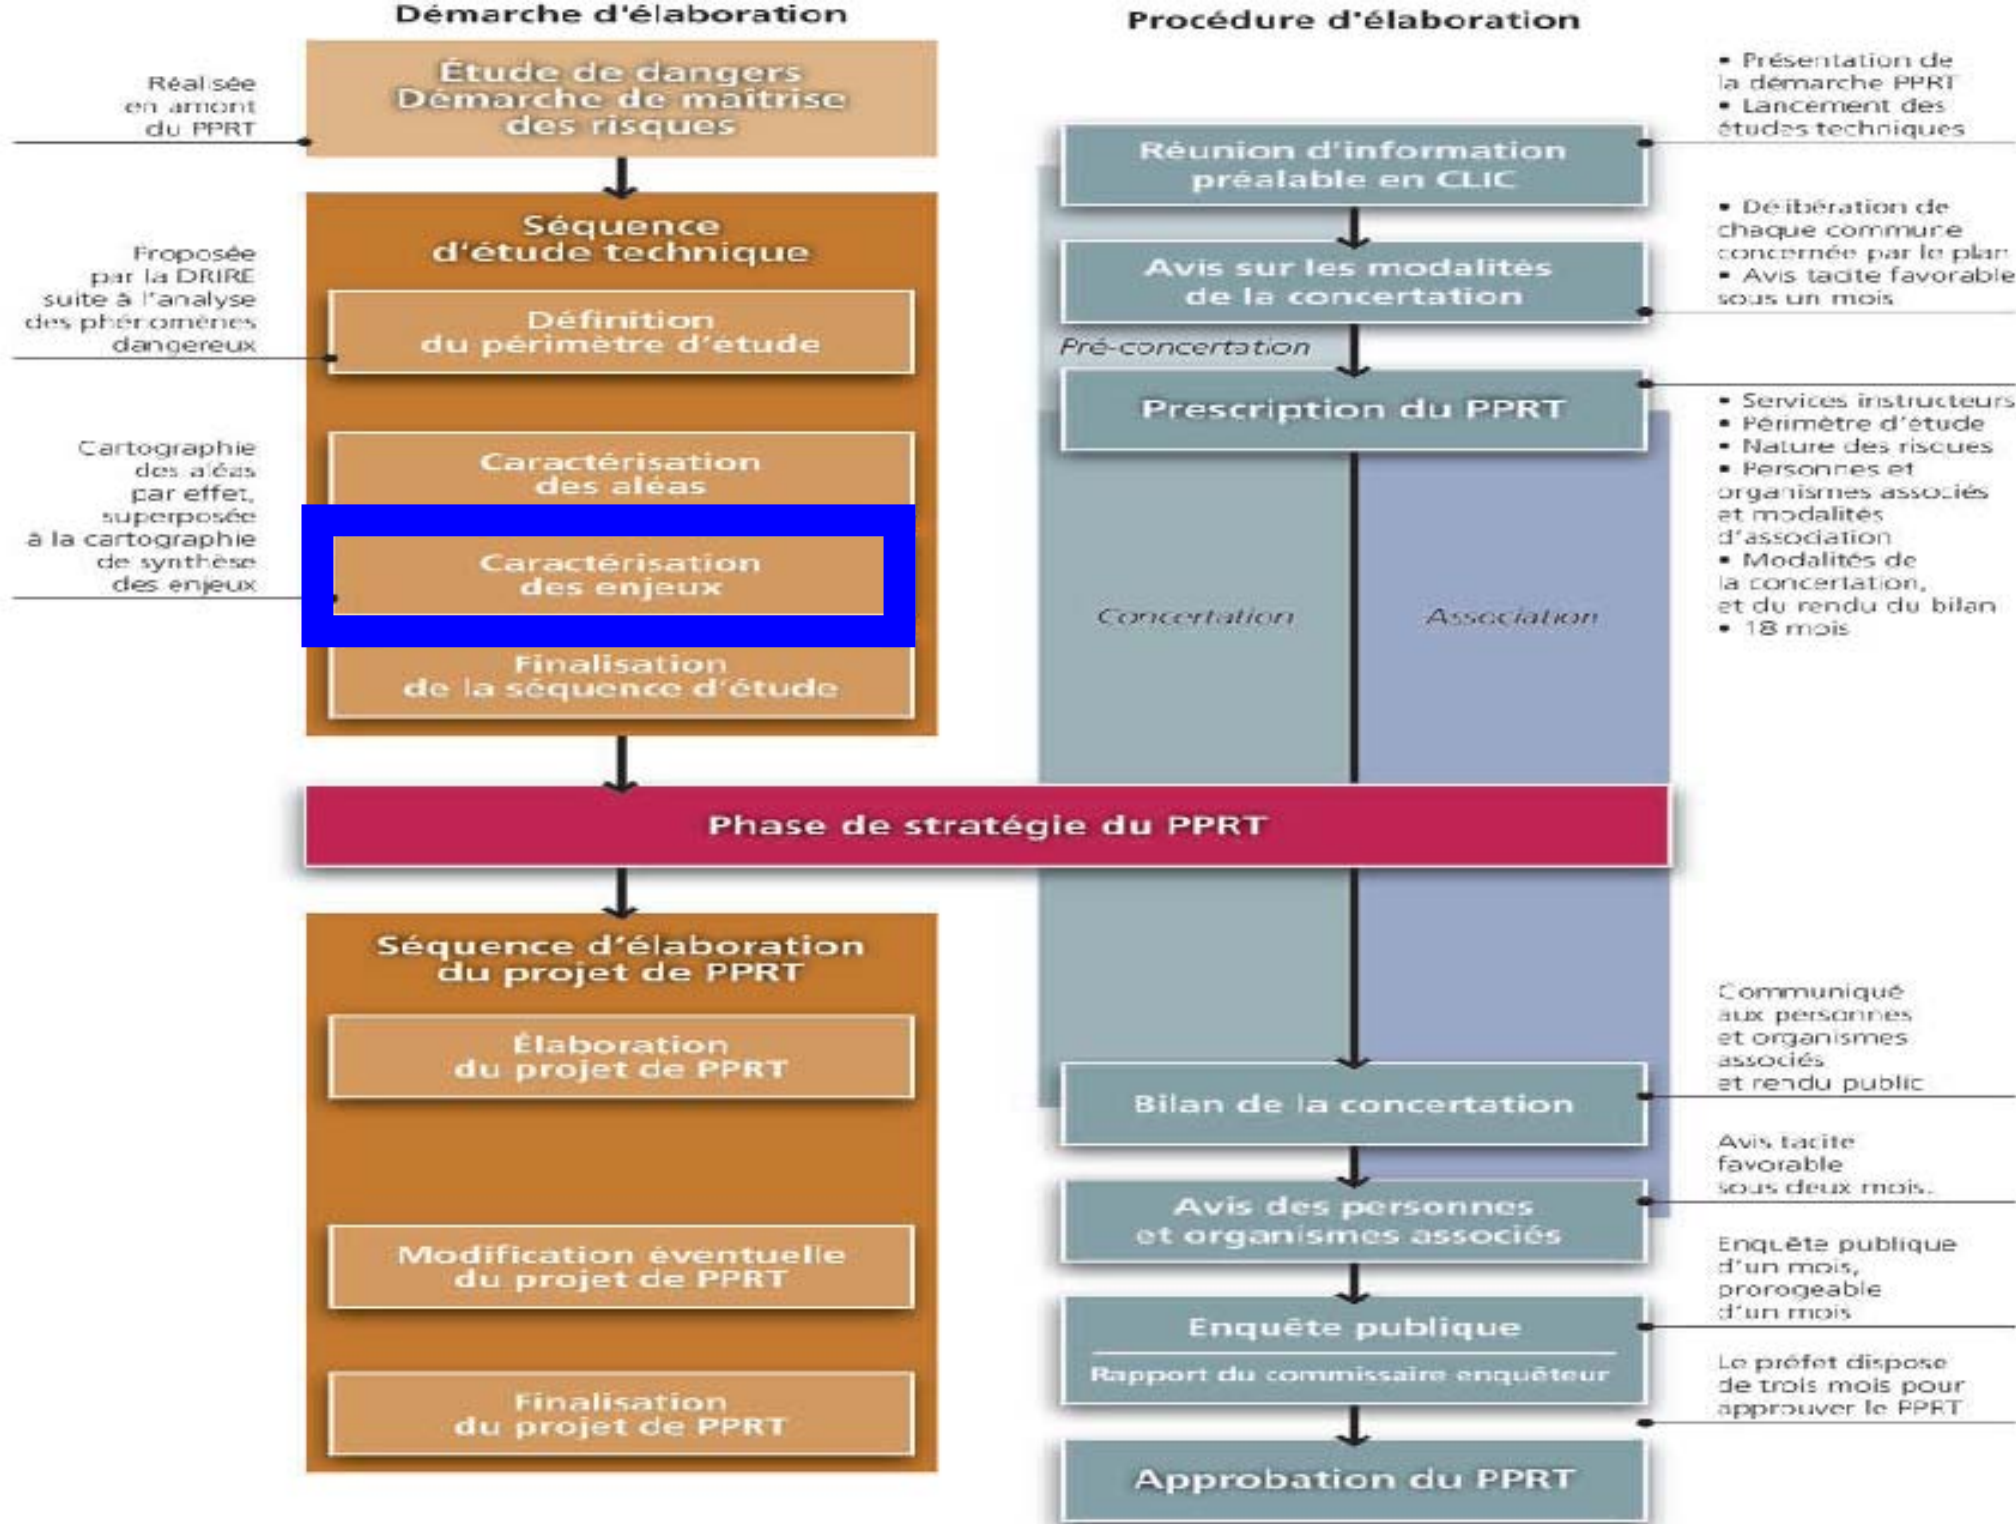 Démarche d'élaboration
Réalisée
en amont
du PPRT
Étude de dangers
Démarche de maîtrise
des risques
Séquence
d'étude technique
Proposée
par la DRIRE
suite à l'analyse
des phénomènes
dangereux
Définition
du périmètre d'étude
Cartographie
des aléas
par effet,
superposée
à la cartographie
de synthèse
des enjeux
Caractérisation
des aléas
Caractérisation
des enjeux
Finalisation
de la séquence d'étude
Phase de stratégie du PPRT
Séquence d'élaboration
du projet de PPRT
Élaboration
du projet de PPRT
Modification éventuelle
du projet de PPRT
Finalisation
du projet de PPRT
Procédure d'élaboration
Réunion d'information
préalable en CLIC
• Présentation de
la démarche PPRT
• Lancement des
études techniques
Avis sur les modalités
de la concertation
• Délibération de
chaque commune
concernée par le plan
• Avis tacite favorable
sous un mois
Pré-concertation
Prescription du PPRT
• Services instructeurs
• Périmètre d'étude
• Nature des risques
• Personnes et
organismes associés
et modalités
d'association
• Modalités de
la concertation,
et du rendu du bilan
• 18 mois
Concertation
Association
Bilan de la concertation
Communiqué
aux personnes
et organismes
associés
et rendu public
Avis des personnes
et organismes associés
Avis tacite
favorable
sous deux mois.
Enquête publique
Rapport du commissaire enquêteur
Enquête publique
d'un mois,
prorogeable
d'un mois
Le préfet dispose
de trois mois pour
approuver le PPRT
Approbation du PPRT